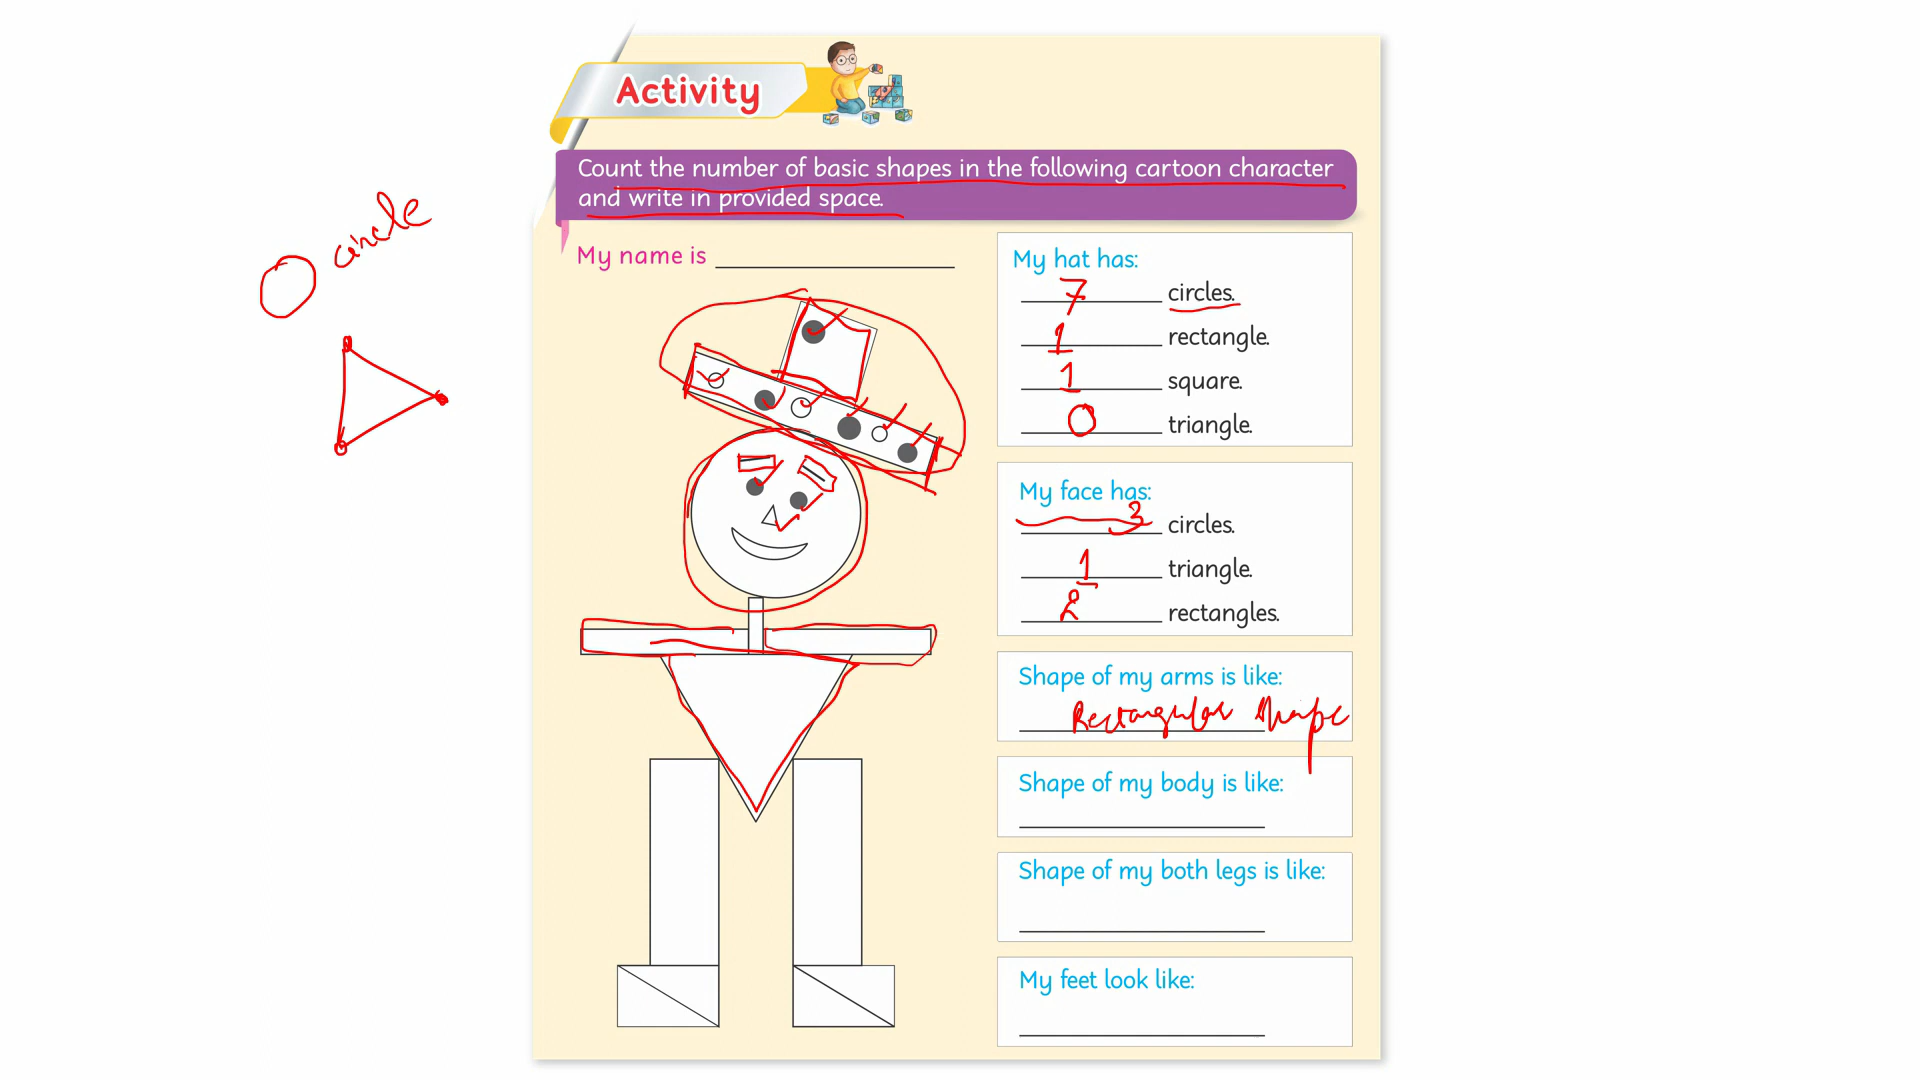 Activity
Count the number of basic shapes in the following cartoon character
and write in provided space.
circle
My name is
My hat has:
7 circles.
1 rectangle.
1 square.
0 triangle.
My face has:
3 circles.
1 triangle.
2 rectangles.
Shape of my arms is like:
Rectangular Shape
Shape of my body is like:
Shape of my both legs is like:
My feet look like: